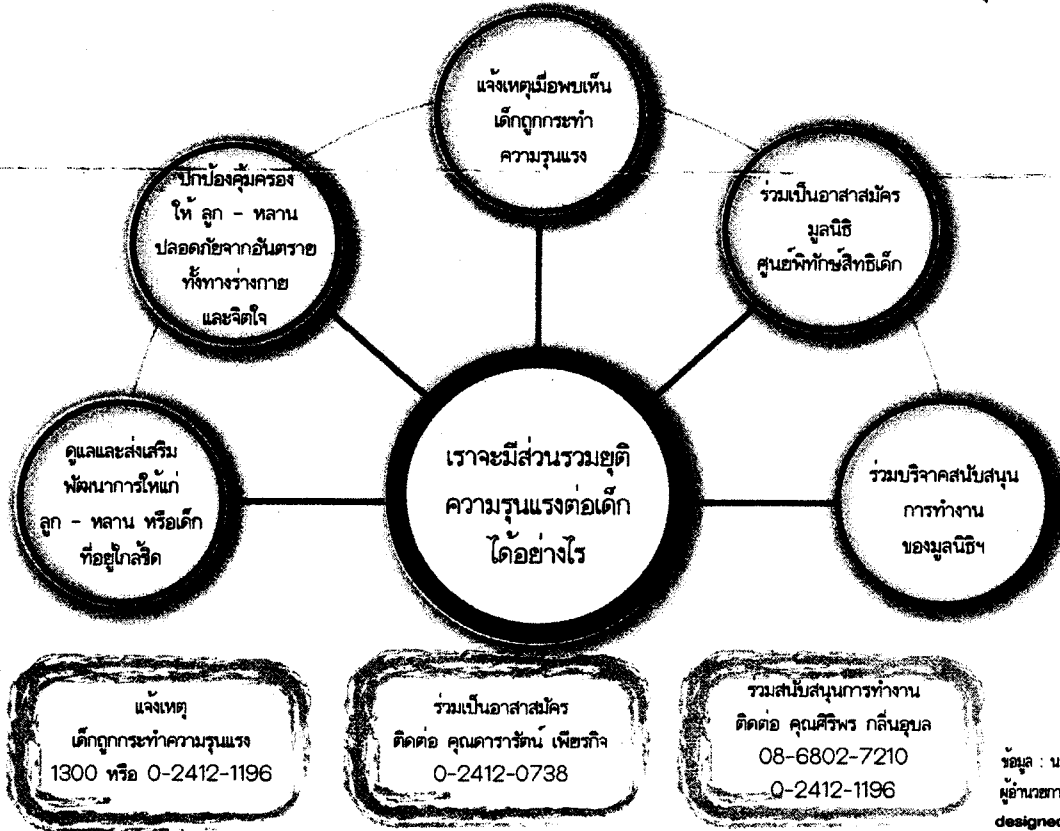 แจ้งเหตุเมื่อพบเห็น
เด็กถูกกระทำ
ความรุนแรง
ปกป้องคุ้มครอง
ให้ ลูก - หลาน
ปลอดภัยจากอันตราย
ทั้งทางร่างกาย
และจิตใจ
ร่วมเป็นอาสาสมัคร
มูลนิธิ
ศูนย์พิทักษ์สิทธิเด็ก
ดูแลและส่งเสริม
พัฒนาการให้แก่
ลูก - หลาน หรือเด็ก
ที่อยู่ใกล้ชิด
เราจะมีส่วนรวมยุติ
ความรุนแรงต่อเด็ก
ได้อย่างไร
ร่วมบริจาคสนับสนุน
การทำงาน
ของมูลนิธิฯ
แจ้งเหตุ
เด็กถูกกระทำความรุนแรง
1300 หรือ 0-2412-1196
ร่วมเป็นอาสาสมัคร
ติดต่อ คุณดารารัตน์ เพียรกิจ
0-2412-0738
ร่วมสนับสนุนการทำงาน
ติดต่อ คุณศิริพร กลิ่นอุบล
08-6802-7210
0-2412-1196
ข้อมูล : น
ผู้อำนวยกา
designe